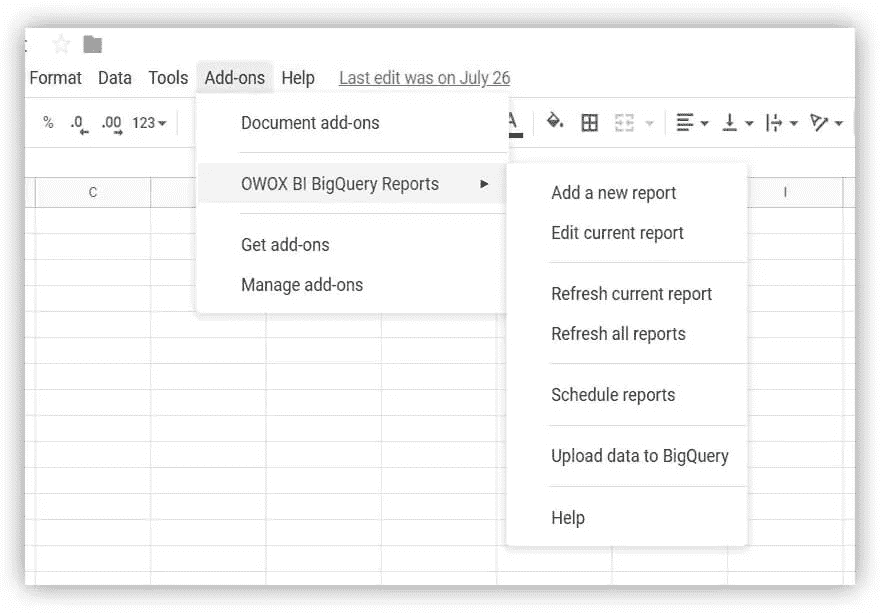 Format Data Tools Add-ons Help Last edit was on July 26
% .0 .00 123 A
Document add-ons
OWOX BI BigQuery Reports
Get add-ons
Manage add-ons
Add a new report
Edit current report
Refresh current report
Refresh all reports
Schedule reports
Upload data to BigQuery
Help
C I